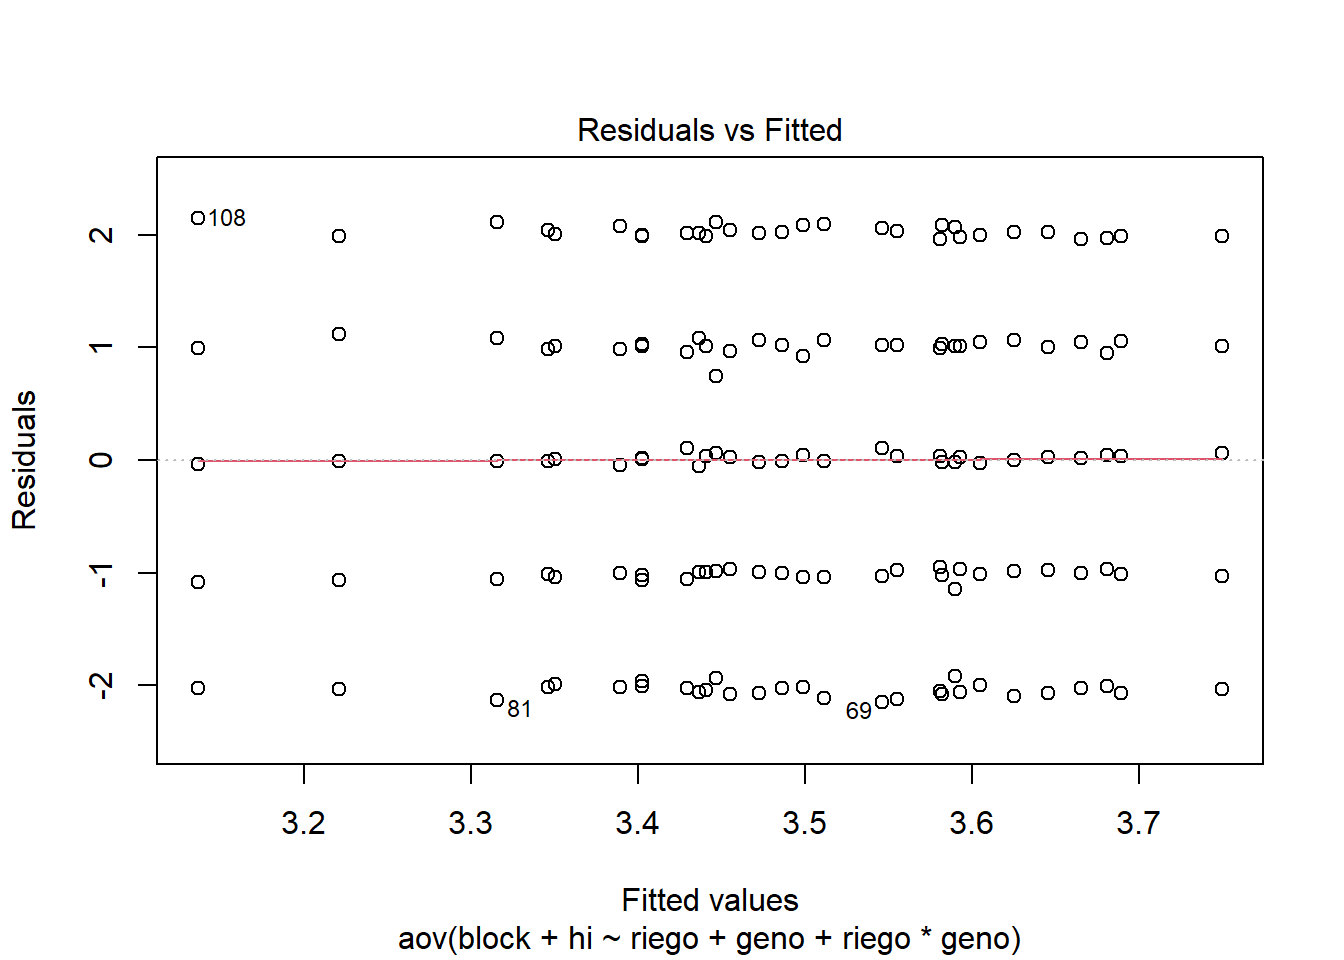 Residuals vs Fitted
Residuals
2
1
0
-1
-2
108
81
69
3.2 3.3 3.4 3.5 3.6 3.7
Fitted values
aov(block + hi ~ riego + geno + riego * geno)